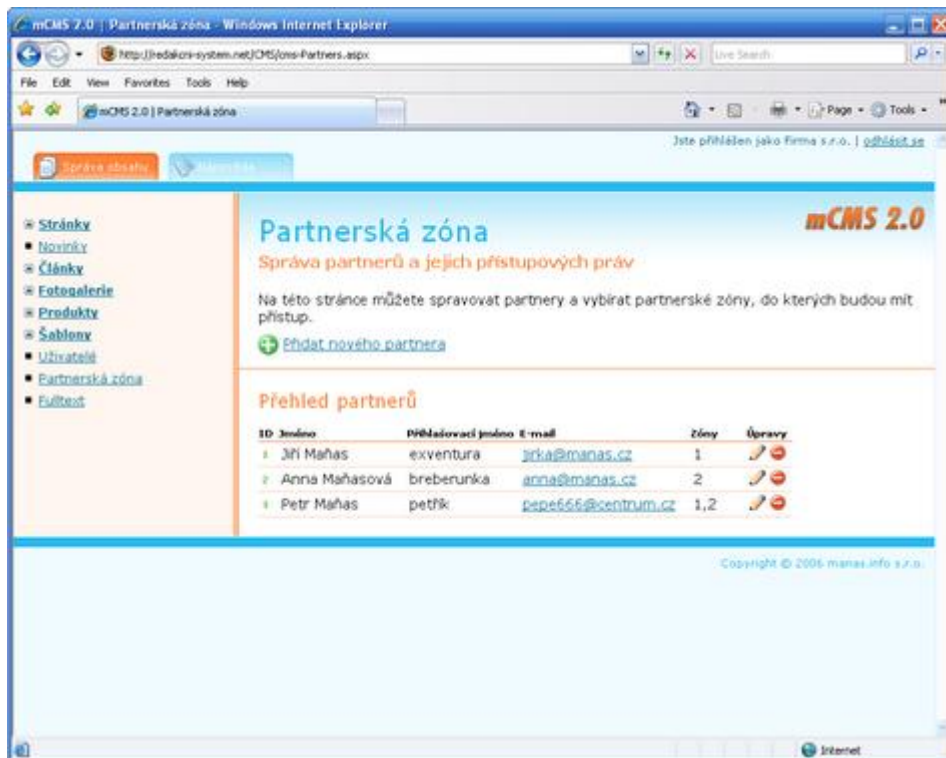 mCMS 2.0 | Partnerská zóna - Windows Internet Explorer
http://redakcni-system.net/CMS/cms-Partners.aspx
Live Search
File Edit View Favorites Tools Help
mCMS 2.0 | Partnerská zóna
Page Tools
Jste přihlášen jako Firma s.r.o. | odhlásit se
Správa obsahu
mCMS 2.0
Stránky
Novinky
Články
Fotogalerie
Produkty
Šablony
Uživatelé
Partnerská zóna
Fulltext
Partnerská zóna
Správa partnerů a jejich přístupových práv
Na této stránce můžete spravovat partnery a vybírat partnerské zóny, do kterých budou mít
přístup.
Přidat nového partnera
Přehled partnerů
ID Jméno Přihlašovací jméno E-mail Zóny Úpravy
Jiří Maňas exventura jirka@manas.cz 1
Anna Maňasová breberunka anna@manas.cz 2
Petr Maňas petřík pepe666@centrum.cz 1,2
Copyright © 2006 manas.info s.r.o.
Internet